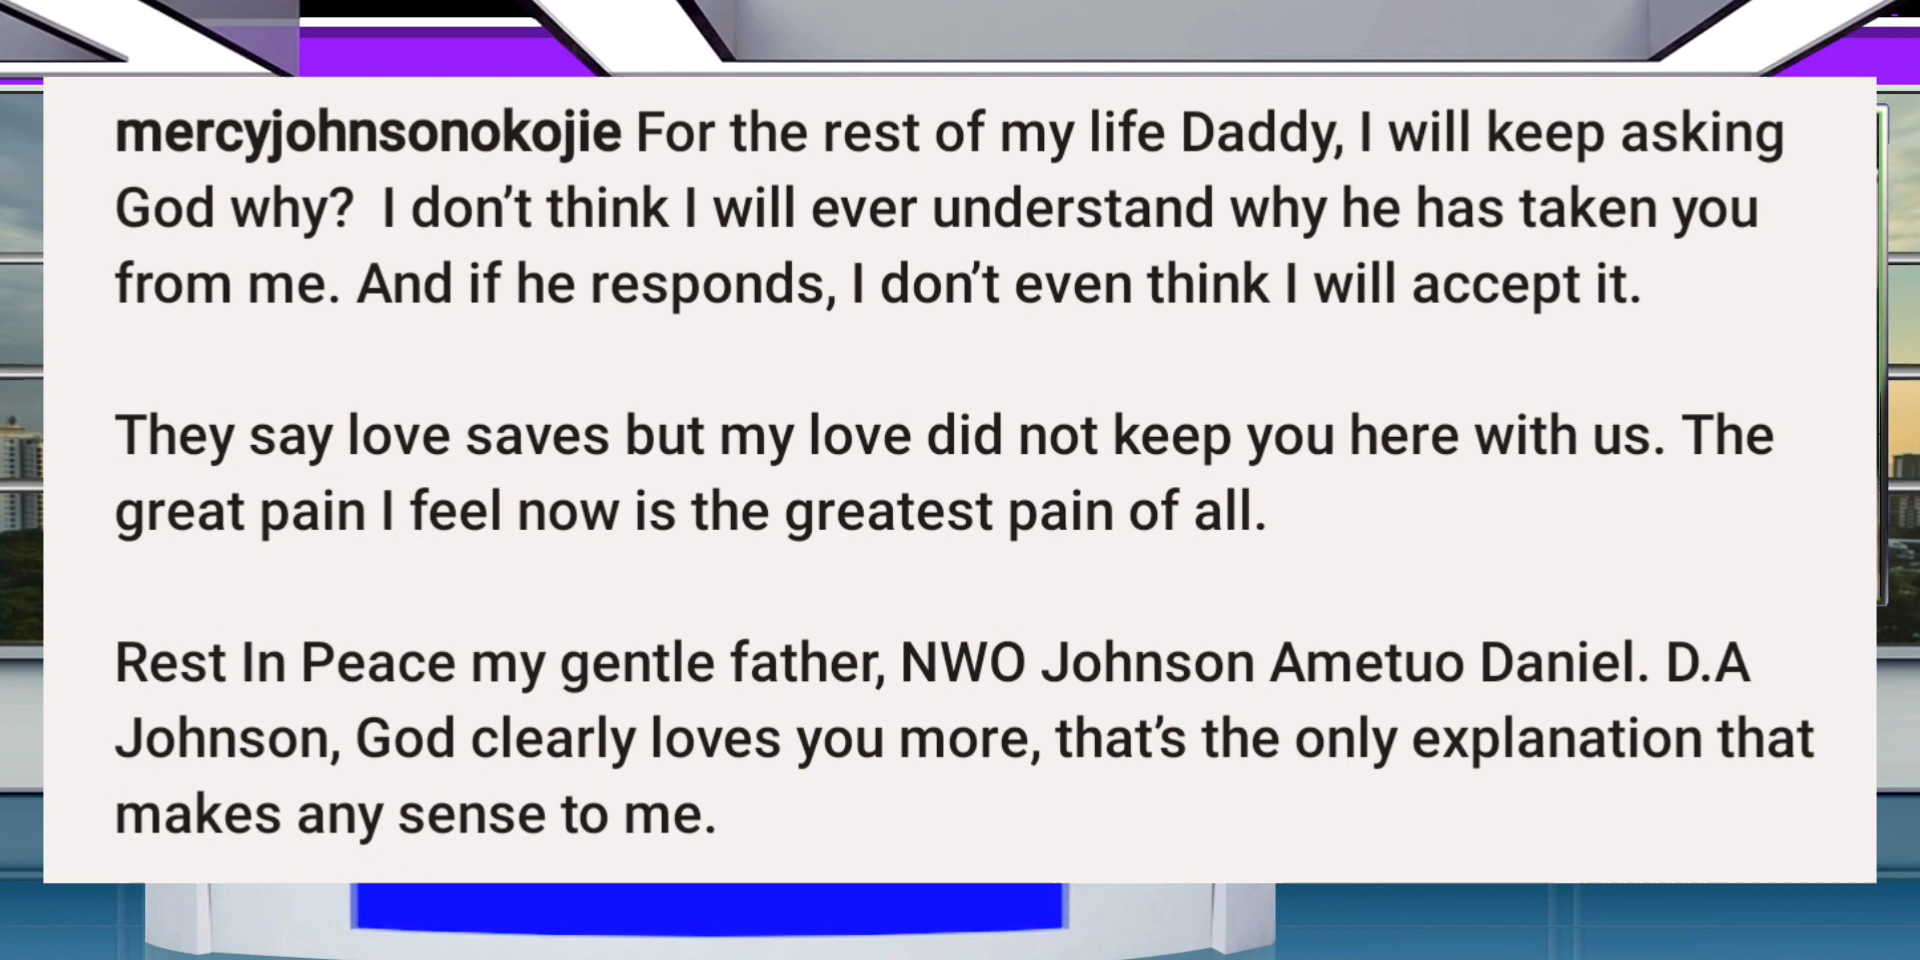 mercyjohnsonokojie For the rest of my life Daddy, I will keep asking
God why?  I don’t think I will ever understand why he has taken you
from me. And if he responds, I don’t even think I will accept it.
They say love saves but my love did not keep you here with us. The
great pain I feel now is the greatest pain of all.
Rest In Peace my gentle father, NWO Johnson Ametuo Daniel. D.A
Johnson, God clearly loves you more, that’s the only explanation that
makes any sense to me.